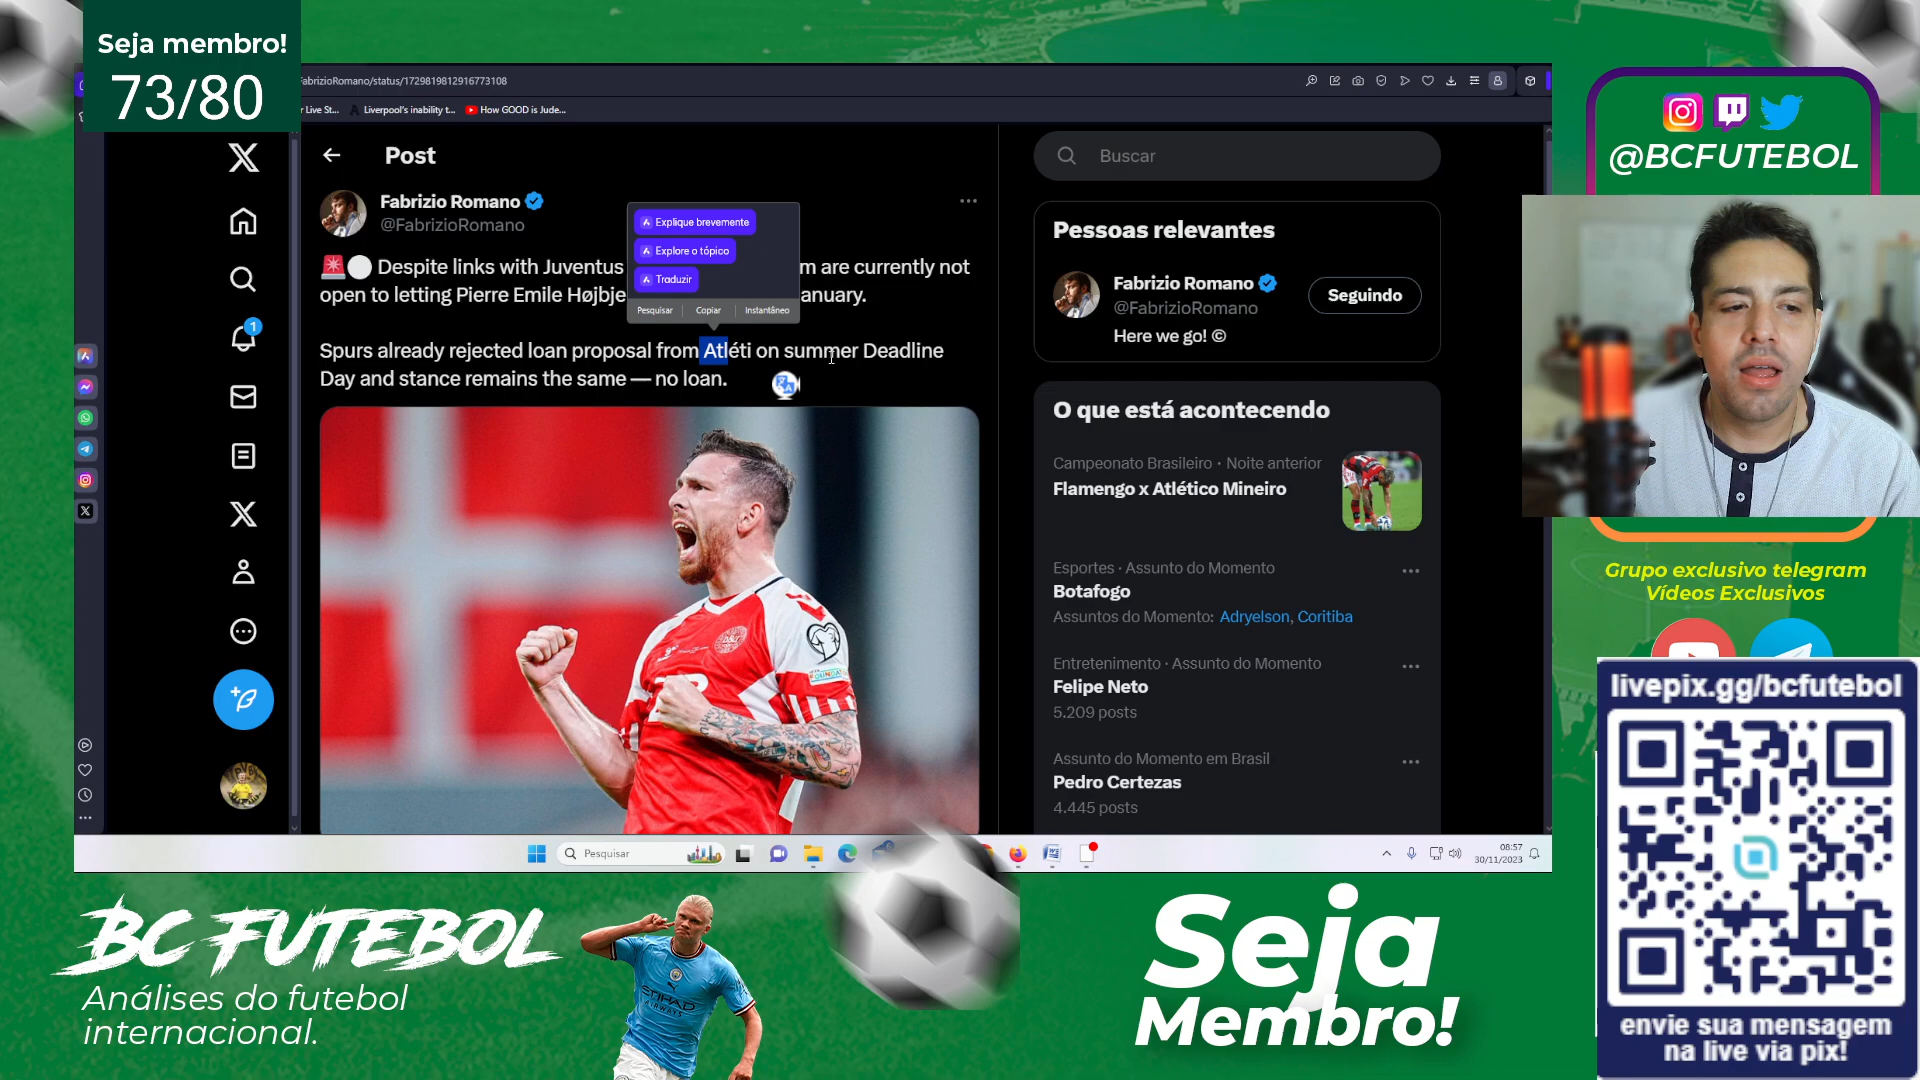 Seja membro!
73/80
FabrizioRomano/status/1729819812916773108
r Live St...
Liverpool's inability t...
How GOOD is Jude...
Post
Fabrizio Romano
@FabrizioRomano
Despite links with Juventus
m are currently not
open to letting Pierre Emile Højbje
anuary.
Explique brevemente
Explore o tópico
Traduzir
Pesquisar
Copiar
Instantâneo
Spurs already rejected loan proposal from Atléti on summer Deadline
Day and stance remains the same — no loan.
1
Buscar
Pessoas relevantes
Fabrizio Romano
@FabrizioRomano
Here we go! ©
Seguindo
O que está acontecendo
Campeonato Brasileiro · Noite anterior
Flamengo x Atlético Mineiro
Esportes · Assunto do Momento
Botafogo
Assuntos do Momento: Adryelson, Coritiba
Entretenimento · Assunto do Momento
Felipe Neto
5.209 posts
Assunto do Momento em Brasil
Pedro Certezas
4.445 posts
Pesquisar
08:57
30/11/2023
@BCFUTEBOL
Grupo exclusivo telegram
Vídeos Exclusivos
livepix.gg/bcfutebol
envie sua mensagem
na live via pix!
BC FUTEBOL
Análises do futebol
internacional.
ETIHAD
AIRWAYS
Seja
Membro!